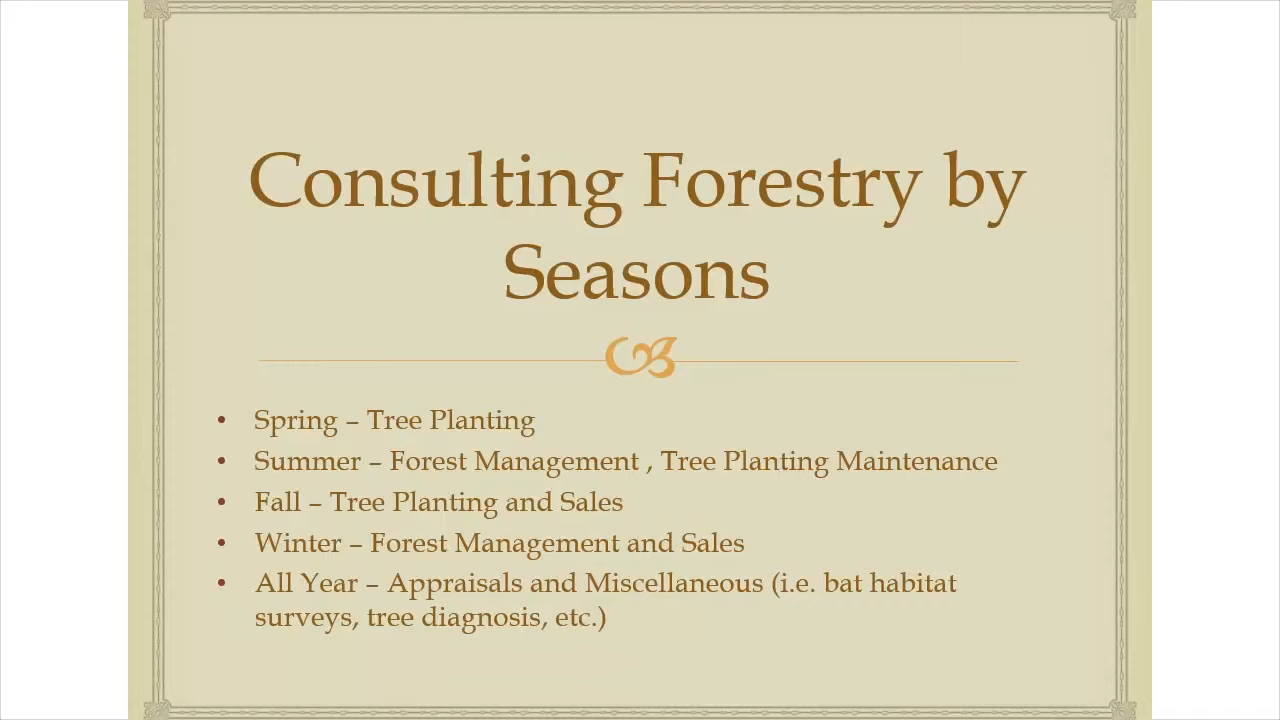 Consulting Forestry by
Seasons
• Spring – Tree Planting
• Summer – Forest Management , Tree Planting Maintenance
• Fall – Tree Planting and Sales
• Winter – Forest Management and Sales
• All Year – Appraisals and Miscellaneous (i.e. bat habitat
surveys, tree diagnosis, etc.)